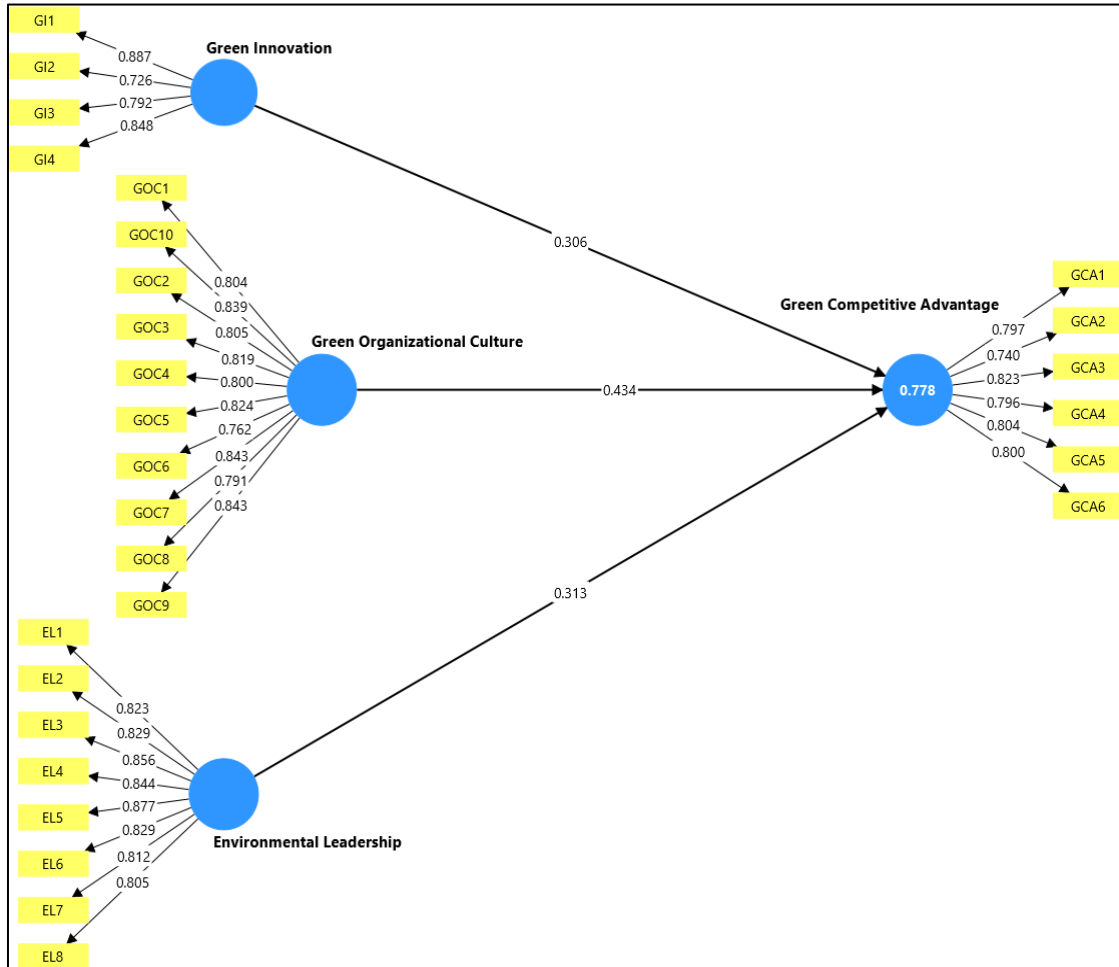 GI1
GI2
GI3
GI4
0.887
0.726
0.792
0.848
Green Innovation
0.306
GOC1
GOC10
GOC2
GOC3
GOC4
GOC5
GOC6
GOC7
GOC8
GOC9
0.804
0.839
0.805
0.819
0.800
0.824
0.762
0.843
0.791
0.843
Green Organizational Culture
0.434
EL1
EL2
EL3
EL4
EL5
EL6
EL7
EL8
0.823
0.829
0.856
0.844
0.877
0.829
0.812
0.805
Environmental Leadership
0.313
Green Competitive Advantage
0.778
0.797
0.740
0.823
0.796
0.804
0.800
GCA1
GCA2
GCA3
GCA4
GCA5
GCA6